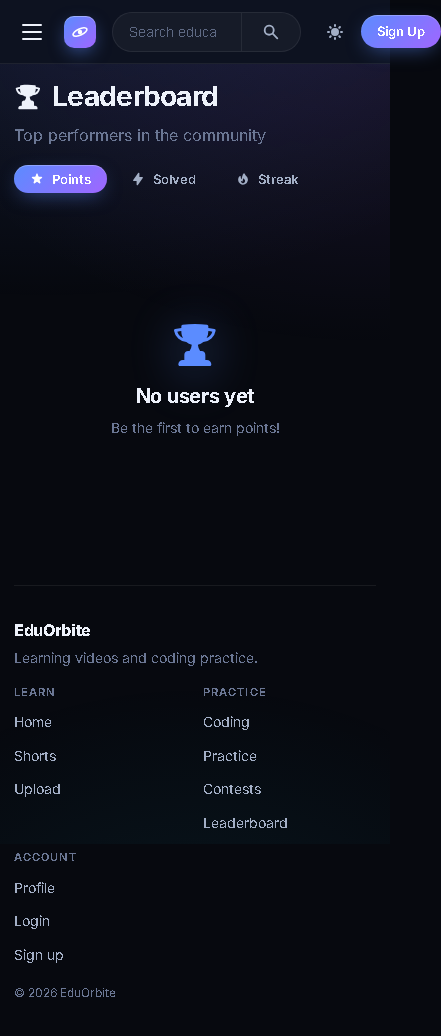 Search educa
Sign Up
Leaderboard
Top performers in the community
Points Solved Streak
No users yet
Be the first to earn points!
EduOrbite
Learning videos and coding practice.
LEARN PRACTICE
Home Coding
Shorts Practice
Upload Contests
Leaderboard
ACCOUNT
Profile
Login
Sign up
© 2026 EduOrbite